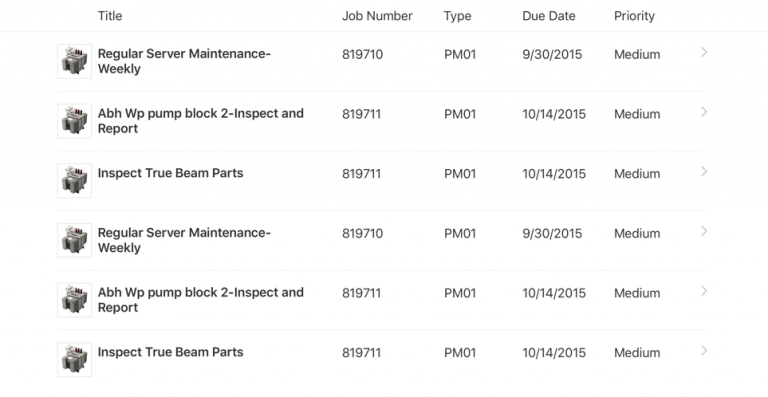 Title Job Number Type Due Date Priority
Regular Server Maintenance- 819710 PM01 9/30/2015 Medium
Weekly
Abh Wp pump block 2-Inspect and 819711 PM01 10/14/2015 Medium
Report
Inspect True Beam Parts 819711 PM01 10/14/2015 Medium
Regular Server Maintenance- 819710 PM01 9/30/2015 Medium
Weekly
Abh Wp pump block 2-Inspect and 819711 PM01 10/14/2015 Medium
Report
Inspect True Beam Parts 819711 PM01 10/14/2015 Medium